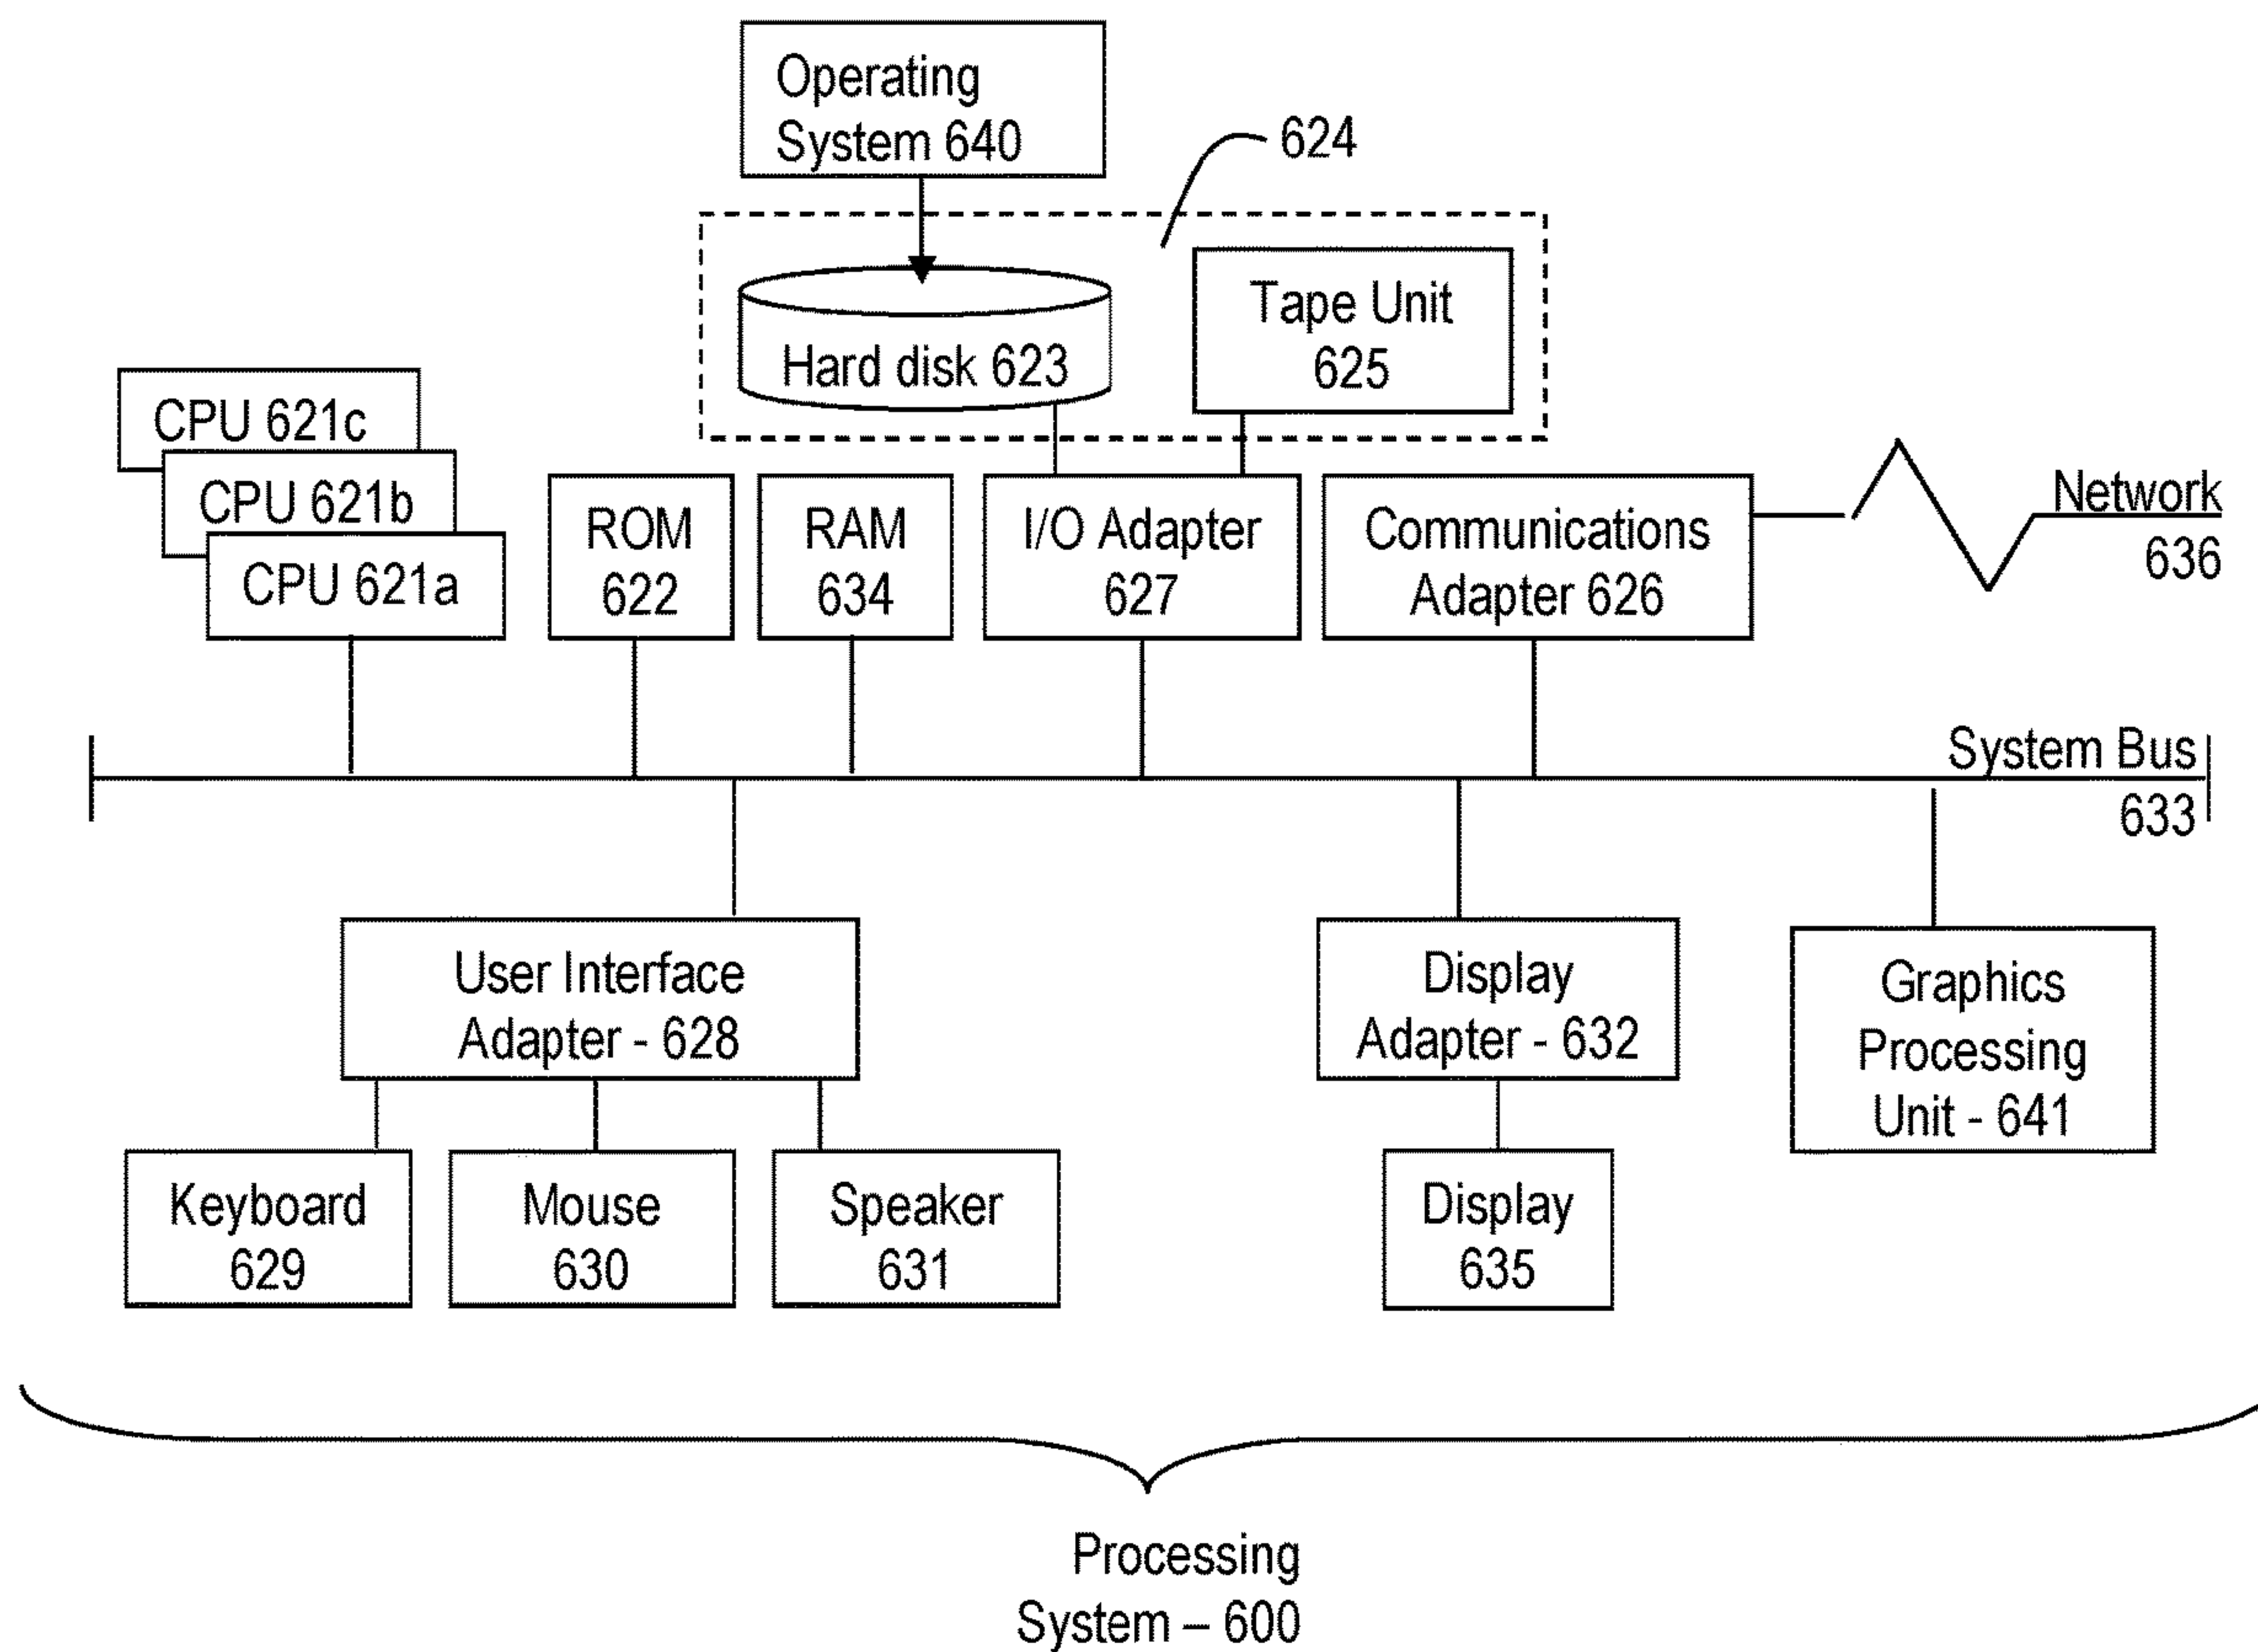 Operating
System 640
624
Hard disk 623
Tape Unit
625
CPU 621c
CPU 621b
CPU 621a
ROM
622
RAM
634
I/O Adapter
627
Communications
Adapter 626
Network
636
System Bus
633
User Interface
Adapter - 628
Display
Adapter - 632
Graphics
Processing
Unit - 641
Keyboard
629
Mouse
630
Speaker
631
Display
635
Processing
System – 600